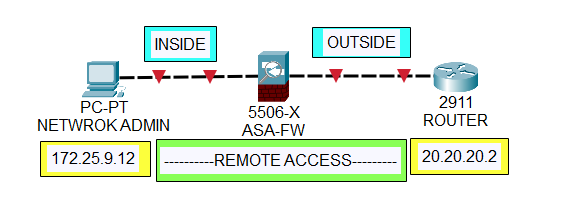 INSIDE
OUTSIDE
PC-PT
NETWROK ADMIN
5506-X
ASA-FW
2911
ROUTER
172.25.9.12
----------REMOTE ACCESS---------
20.20.20.2